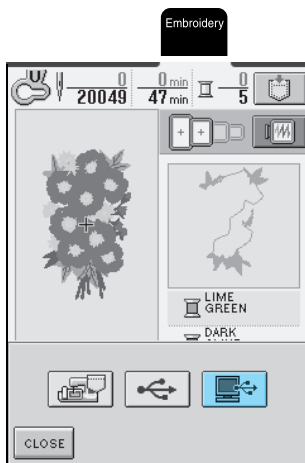 Embroidery
U
0
20049
0 min
47 min
0
5
LIME
GREEN
DARK
CLOSE